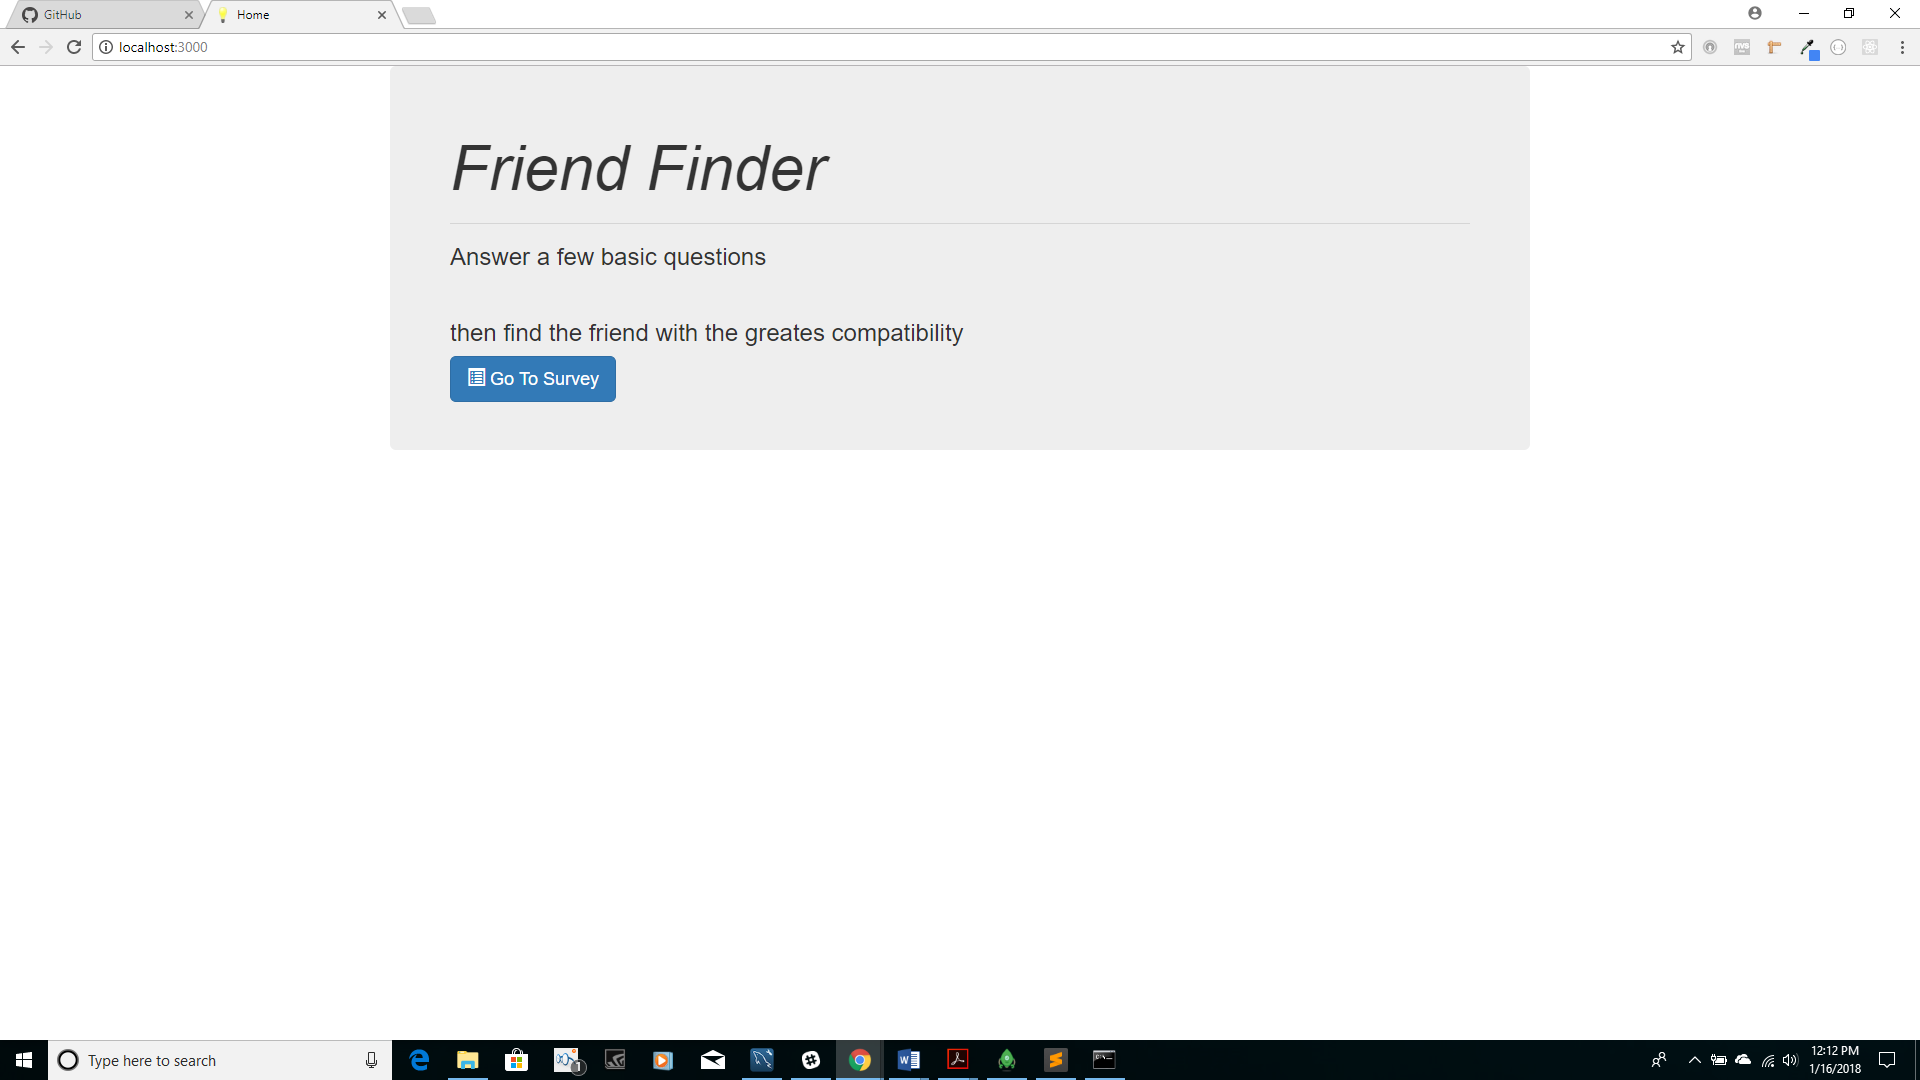 GitHub
Home
localhost:3000
Friend Finder
Answer a few basic questions
then find the friend with the greates compatibility
Go To Survey
Type here to search
1
12:12 PM
1/16/2018